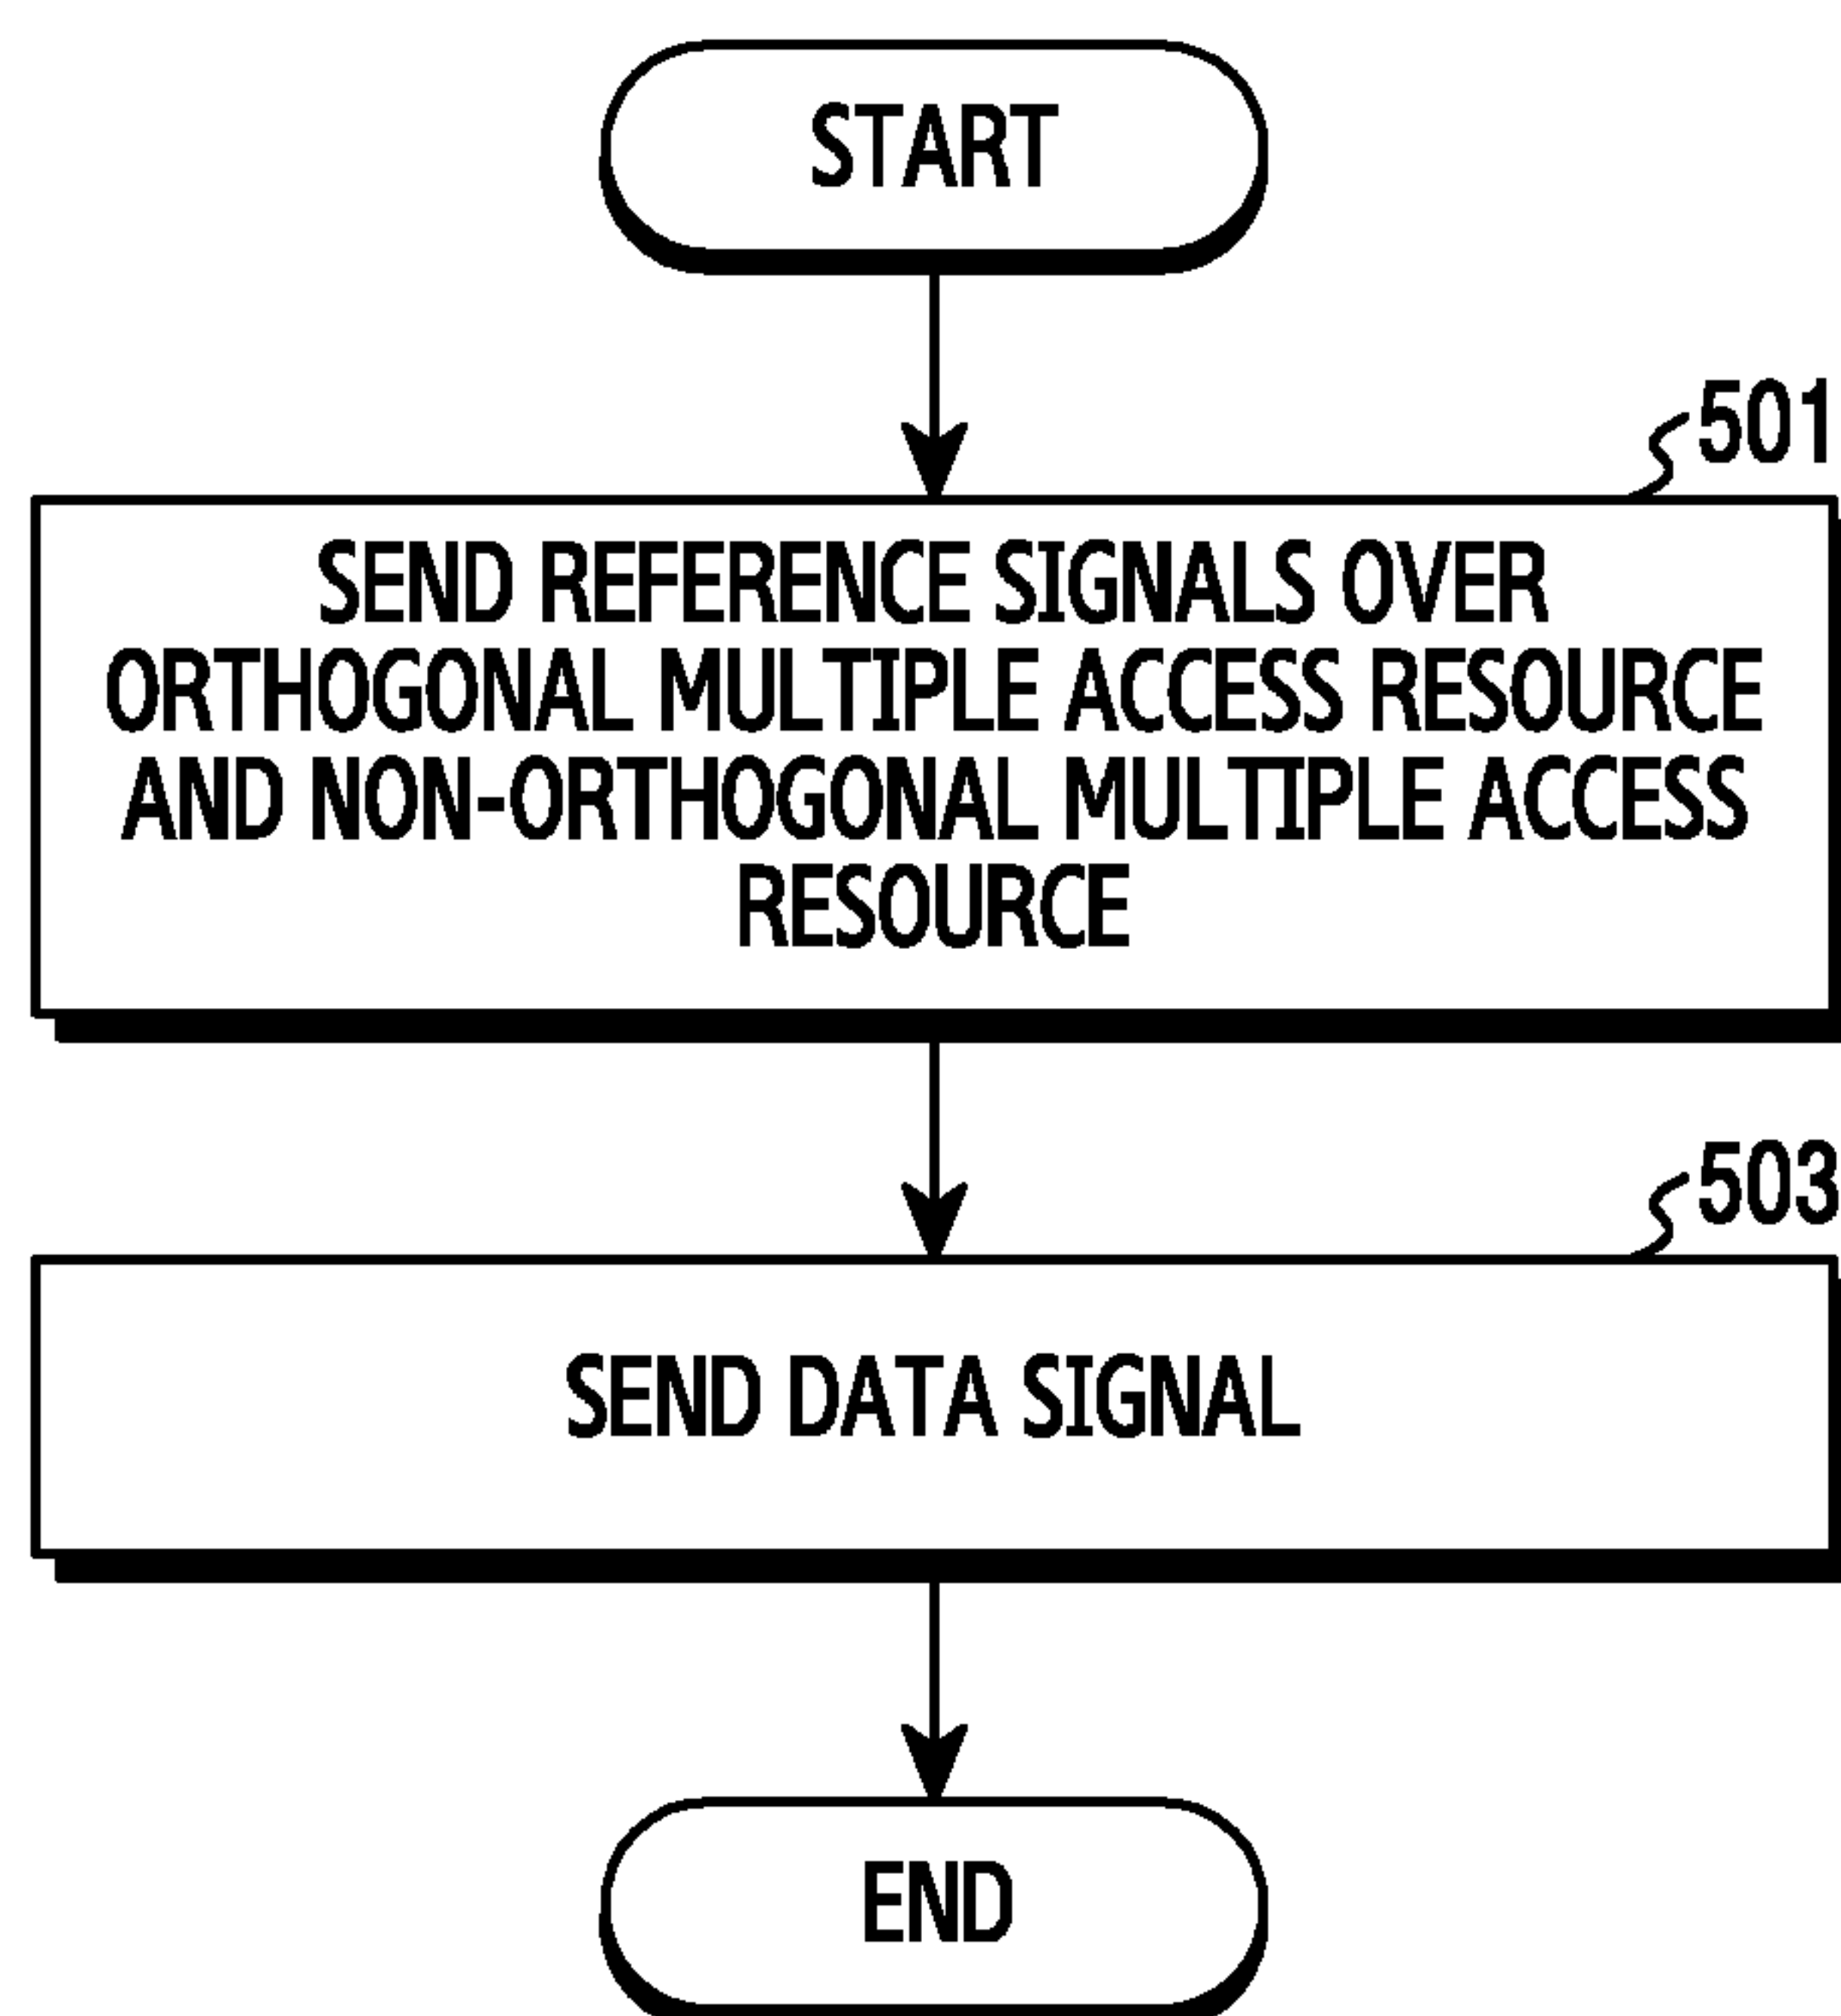 START
501
SEND REFERENCE SIGNALS OVER
ORTHOGONAL MULTIPLE ACCESS RESOURCE
AND NON-ORTHOGONAL MULTIPLE ACCESS
RESOURCE
503
SEND DATA SIGNAL
END